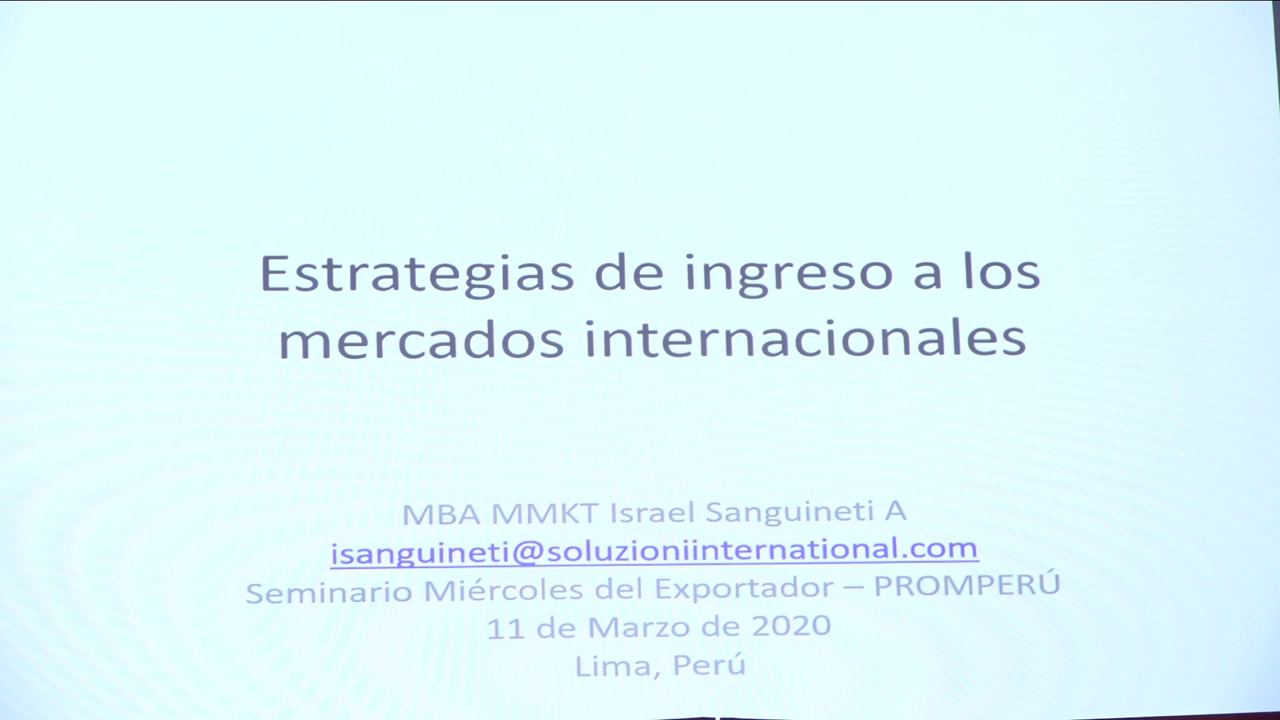 Estrategias de ingreso a los
mercados internacionales
MBA MMKT Israel Sanguineti A
isanguineti@soluzioniinternational.com
Seminario Miércoles del Exportador – PROMPERÚ
11 de Marzo de 2020
Lima, Perú